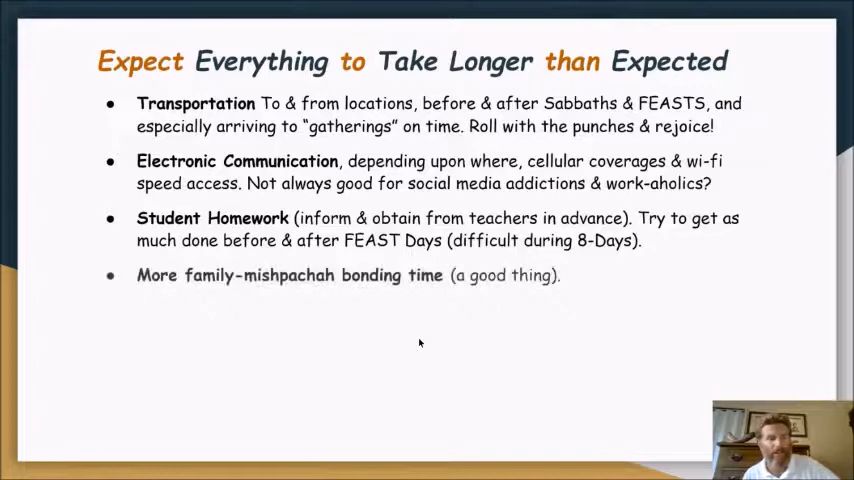 Expect Everything to Take Longer than Expected
● Transportation To & from locations, before & after Sabbaths & FEASTS, and
especially arriving to “gatherings” on time. Roll with the punches & rejoice!
● Electronic Communication, depending upon where, cellular coverages & wi-fi
speed access. Not always good for social media addictions & work-aholics?
● Student Homework (inform & obtain from teachers in advance). Try to get as
much done before & after FEAST Days (difficult during 8-Days).
● More family-mishpachah bonding time (a good thing).